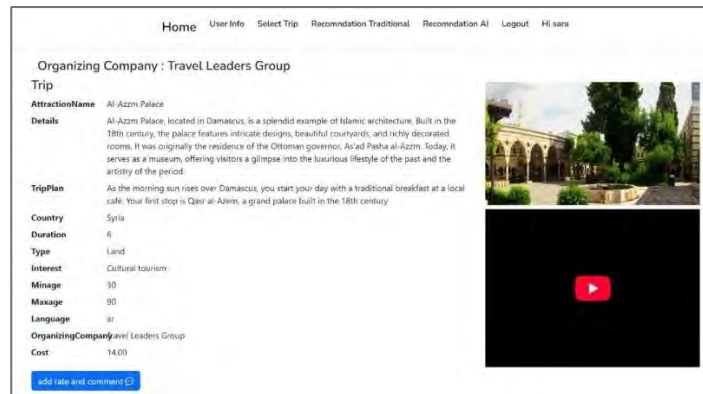 Home User Info Select Trip Recomndation Traditional Recomndation AI Logout Hi sara
Organizing Company : Travel Leaders Group
Trip
AttractionName Al-Azzm Palace
Details Al-Azzm Palace, located in Damascus, is a splendid example of Islamic architecture. Built in the
18th century, the palace features intricate designs, beautiful courtyards, and richly decorated
rooms. It was originally the residence of the Ottoman governor, As'ad Pasha al-Azzm. Today, it
serves as a museum, offering visitors a glimpse into the luxurious lifestyle of the past and the
artistry of the period
TripPlan As the morning sun rises over Damascus, you start your day with a traditional breakfast at a local
café. Your first stop is Qasr al-Azem, a grand palace built in the 18th century
Country Syria
Duration 6
Type Land
Interest Cultural tourism
Minage 30
Maxage 90
Language ar
OrganizingCompany Travel Leaders Group
Cost 14.00
add rate and comment